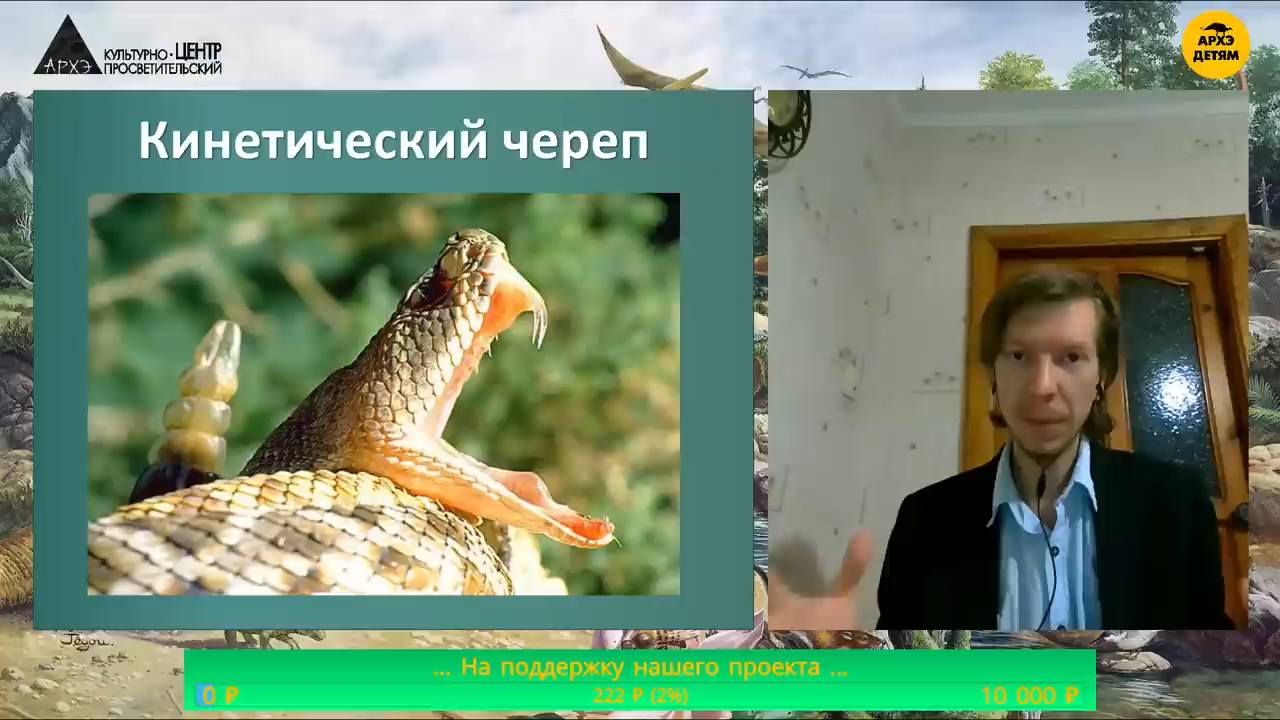 АРХЭ
КУЛЬТУРНО-ЦЕНТР
ПРОСВЕТИТЕЛЬСКИЙ
АРХЭ
ДЕТЯМ
Кинетический череп
... На поддержку нашего проекта ...
0 ₽
222 ₽ (2%)
10 000 ₽